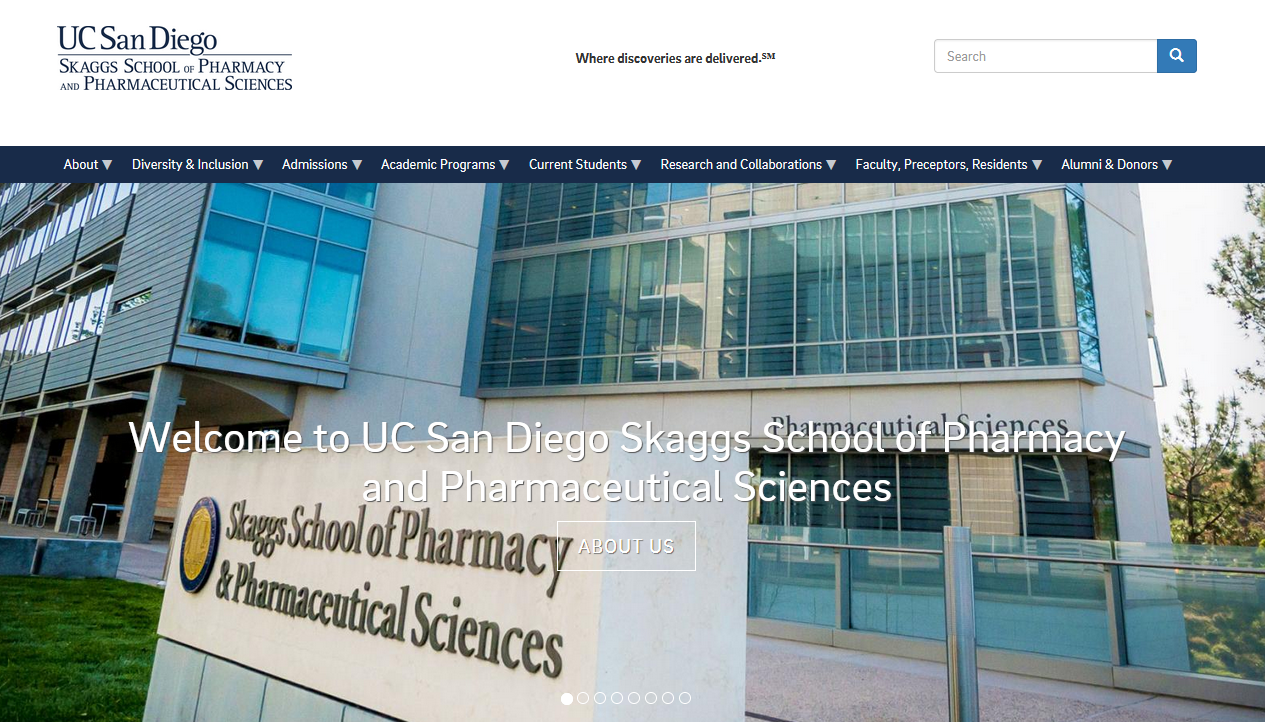 UC San Diego
SKAGGS SCHOOL OF PHARMACY
AND PHARMACEUTICAL SCIENCES
Where discoveries are delivered.℠
Search
About ▼
Diversity & Inclusion ▼
Admissions ▼
Academic Programs ▼
Current Students ▼
Research and Collaborations ▼
Faculty, Preceptors, Residents ▼
Alumni & Donors ▼
Pharmaceutical Sciences
Welcome to UC San Diego Skaggs School of Pharmacy
and Pharmaceutical Sciences
Skaggs School of Pharmacy
& Pharmaceutical Sciences
ABOUT US